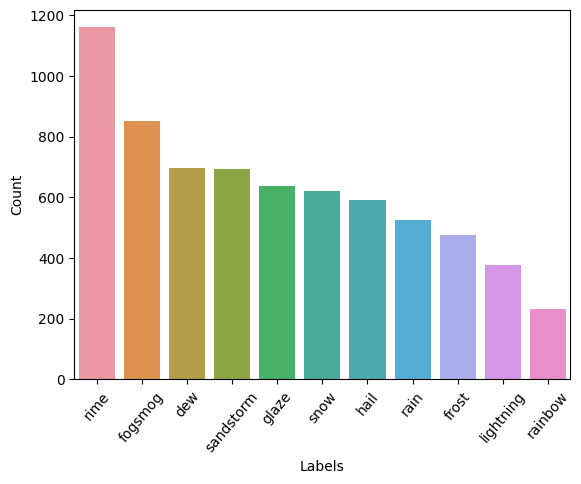 1200
1000
800
600
400
200
0
Count
rime
fogsmog
dew
sandstorm
glaze
snow
hail
rain
frost
lightning
rainbow
Labels